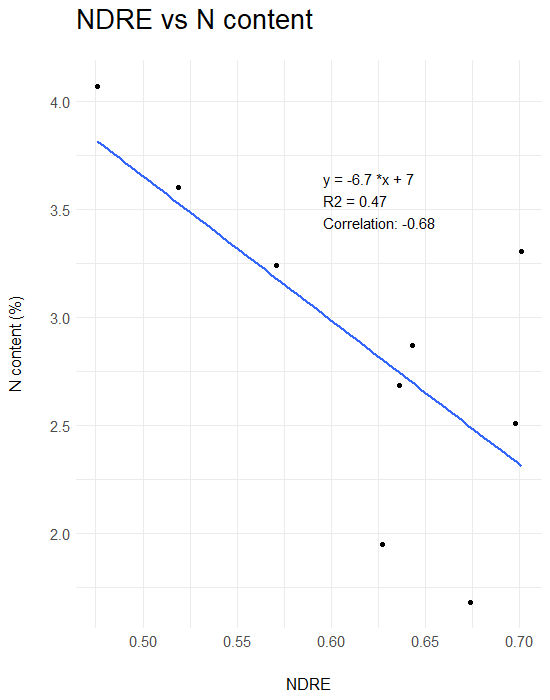 NDRE vs N content
y = -6.7 *x + 7
R2 = 0.47
Correlation: -0.68
N content (%)
4.0
3.5
3.0
2.5
2.0
0.50 0.55 0.60 0.65 0.70
NDRE